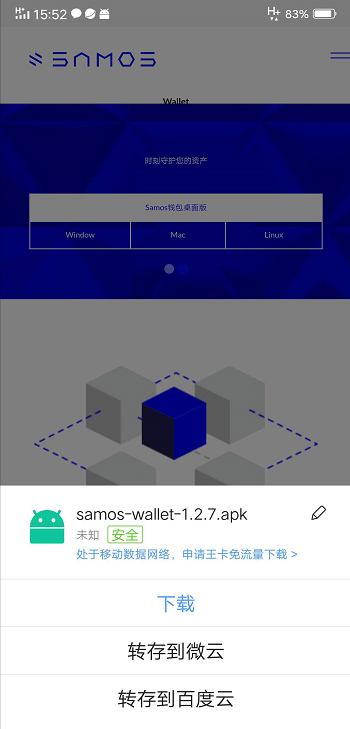 15:52
83%
SAMOS
Wallet
时刻守护您的资产
Samos钱包桌面版
Window Mac Linux
samos-wallet-1.2.7.apk
未知 安全
处于移动数据网络，申请王卡免流量下载 >
下载
转存到微云
转存到百度云